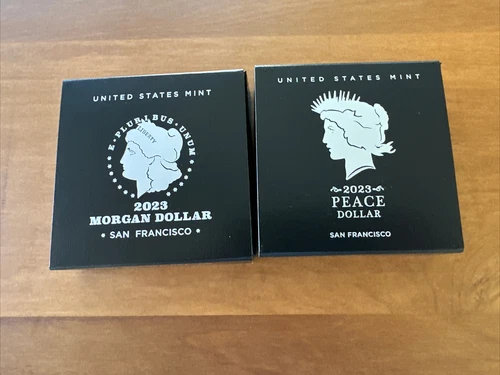 UNITED STATES MINT
E · PLURIBUS · UNUM
LIBERTY
2023
MORGAN DOLLAR
• SAN FRANCISCO •
UNITED STATES MINT
2023
PEACE
DOLLAR
SAN FRANCISCO